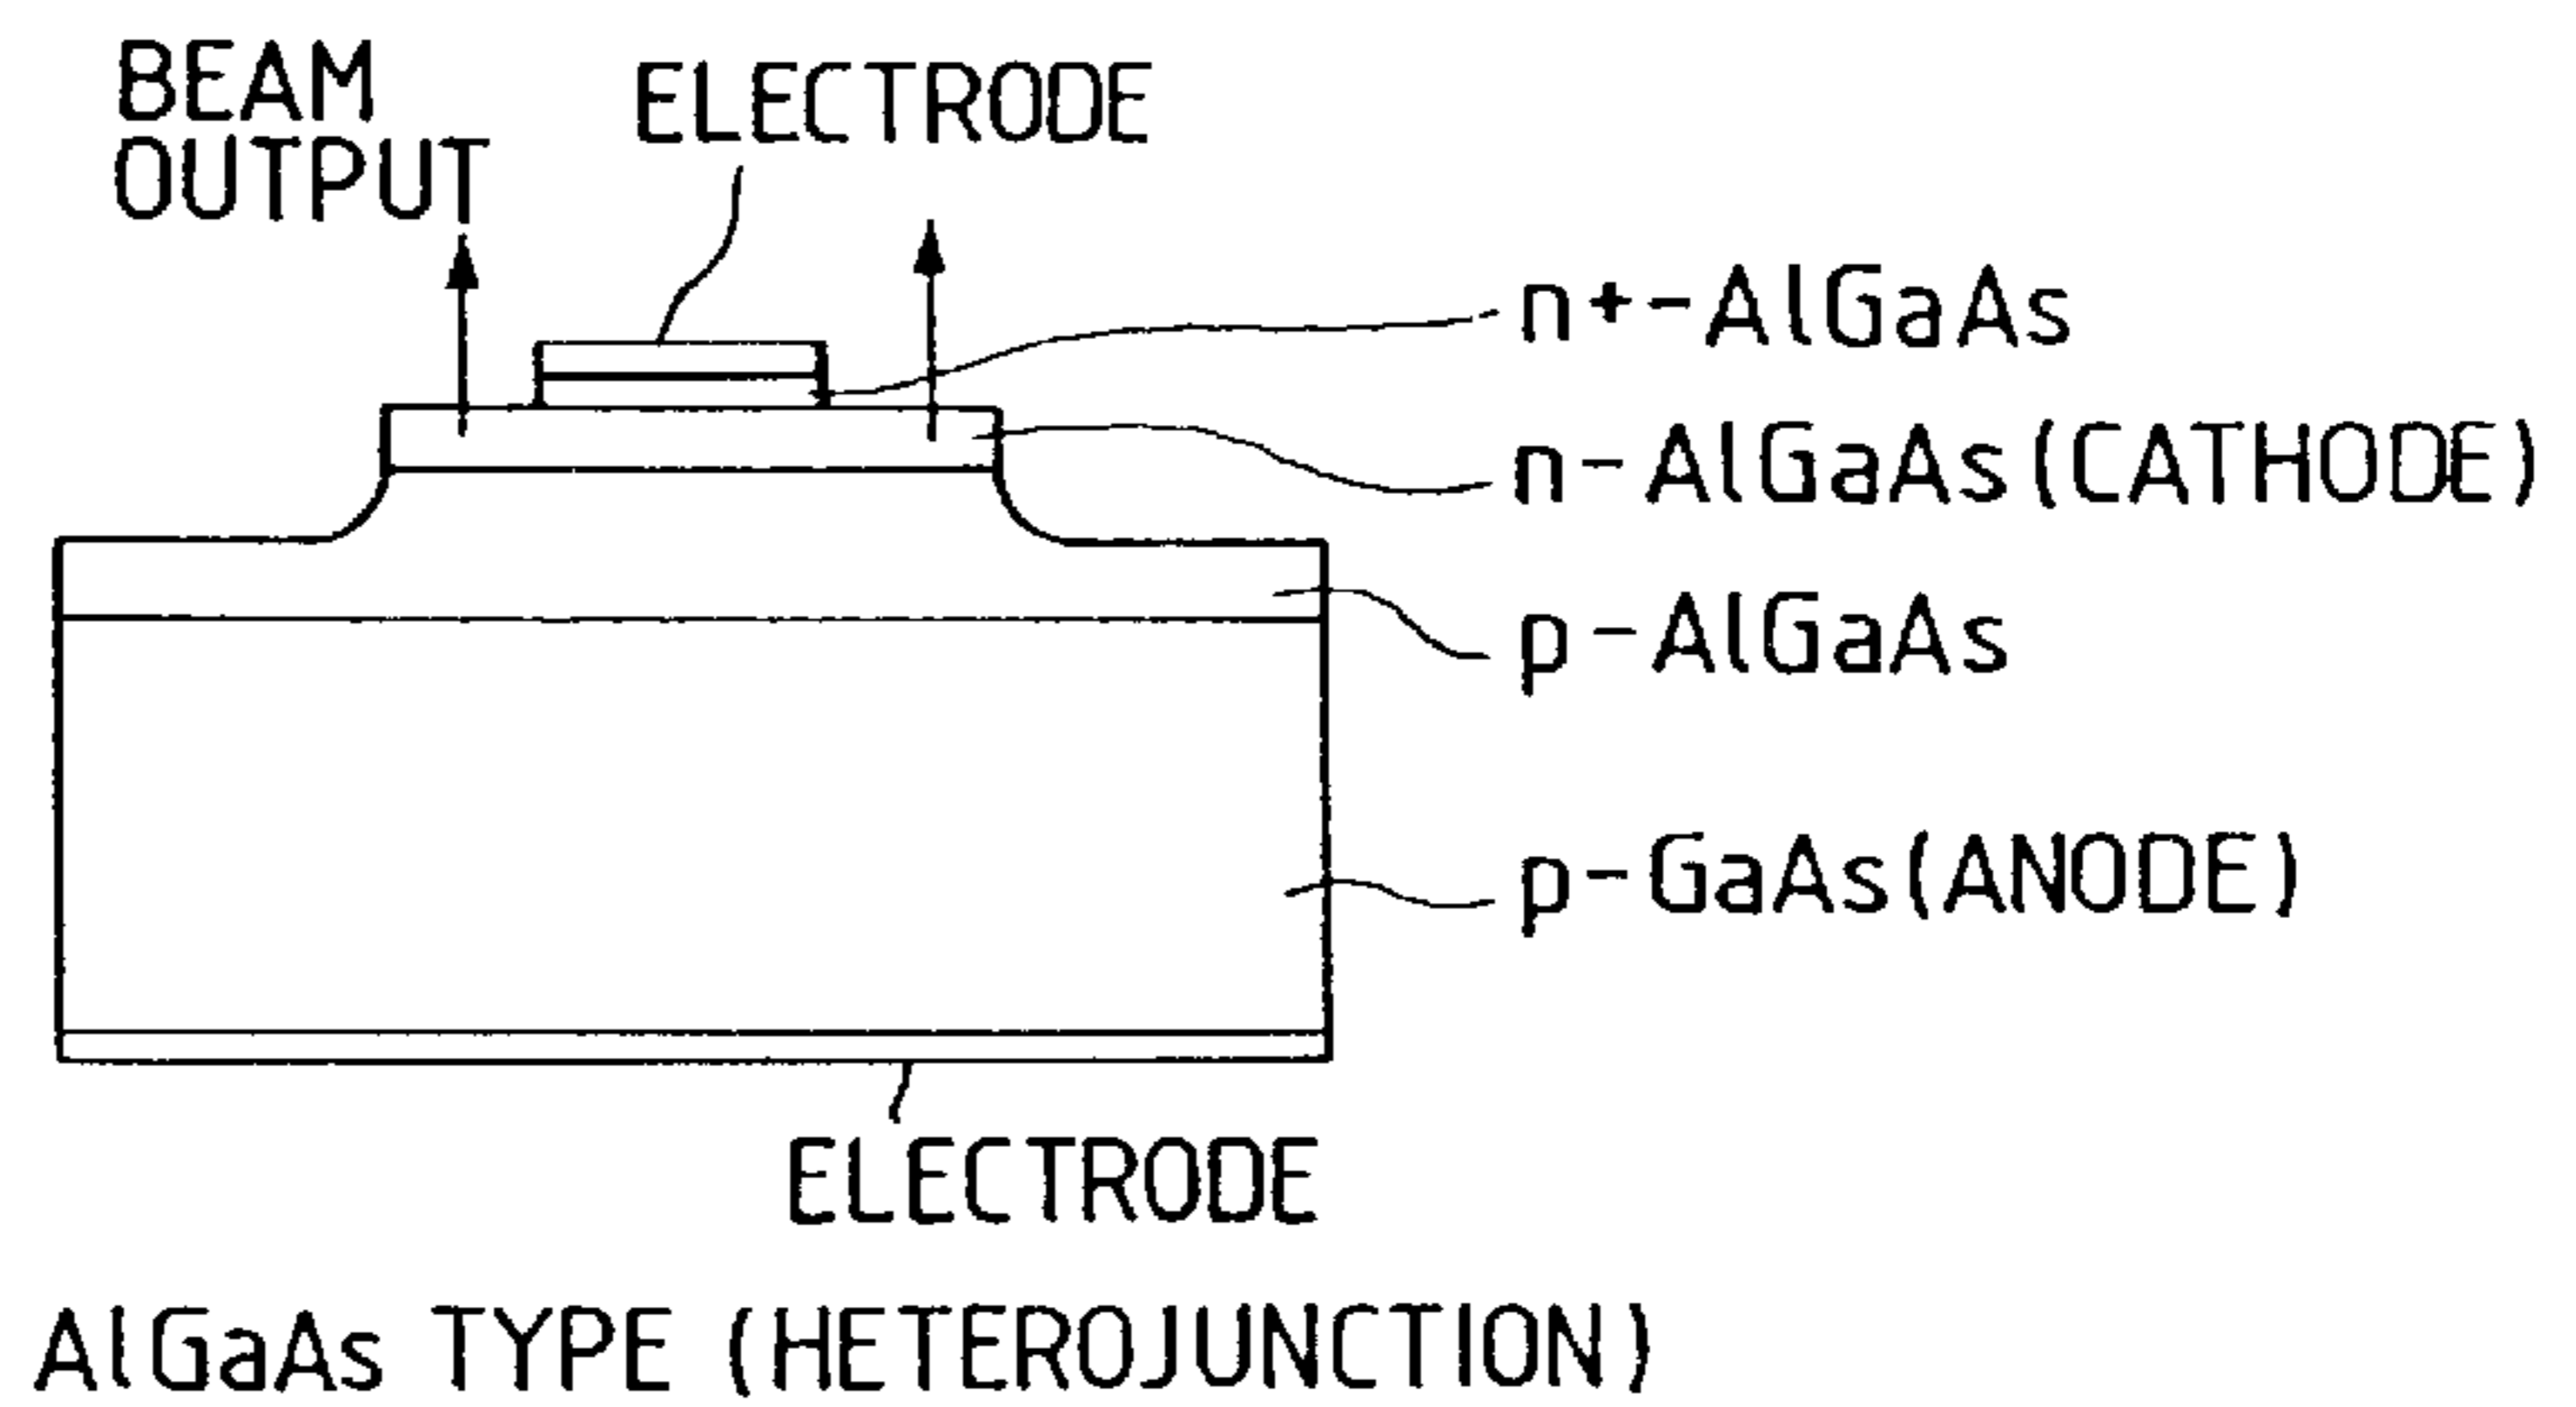 BEAM
OUTPUT
ELECTRODE
n+-AlGaAs
n-AlGaAs(CATHODE)
p-AlGaAs
p-GaAs(ANODE)
ELECTRODE
AlGaAs TYPE (HETEROJUNCTION)